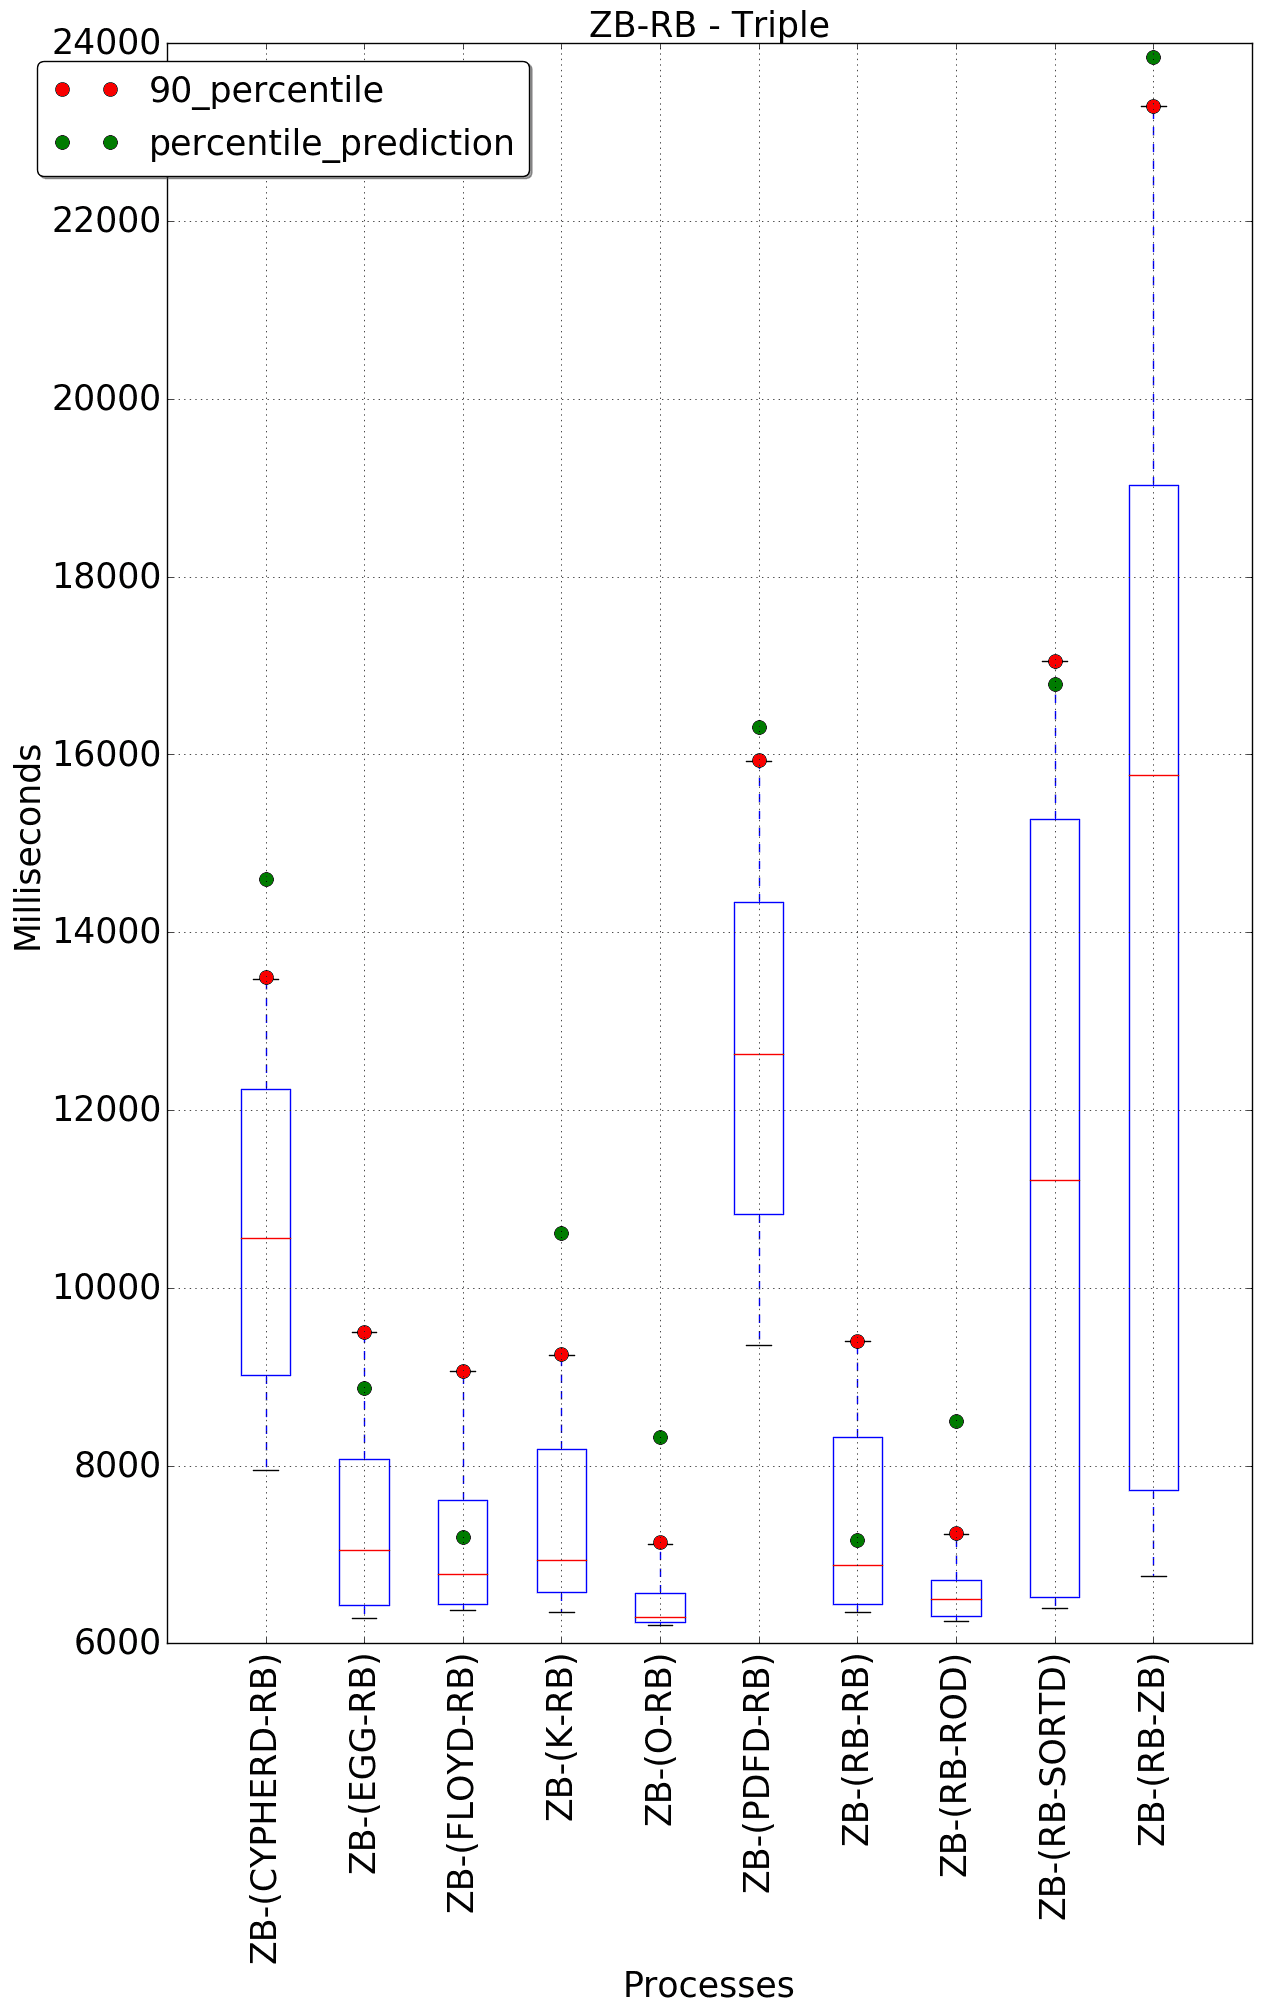 ZB-RB - Triple
90_percentile
percentile_prediction
24000
22000
20000
18000
16000
14000
12000
10000
8000
6000
Milliseconds
ZB-(CYPHERD-RB)
ZB-(EGG-RB)
ZB-(FLOYD-RB)
ZB-(K-RB)
ZB-(O-RB)
ZB-(PDFD-RB)
ZB-(RB-RB)
ZB-(RB-ROD)
ZB-(RB-SORTD)
ZB-(RB-ZB)
Processes